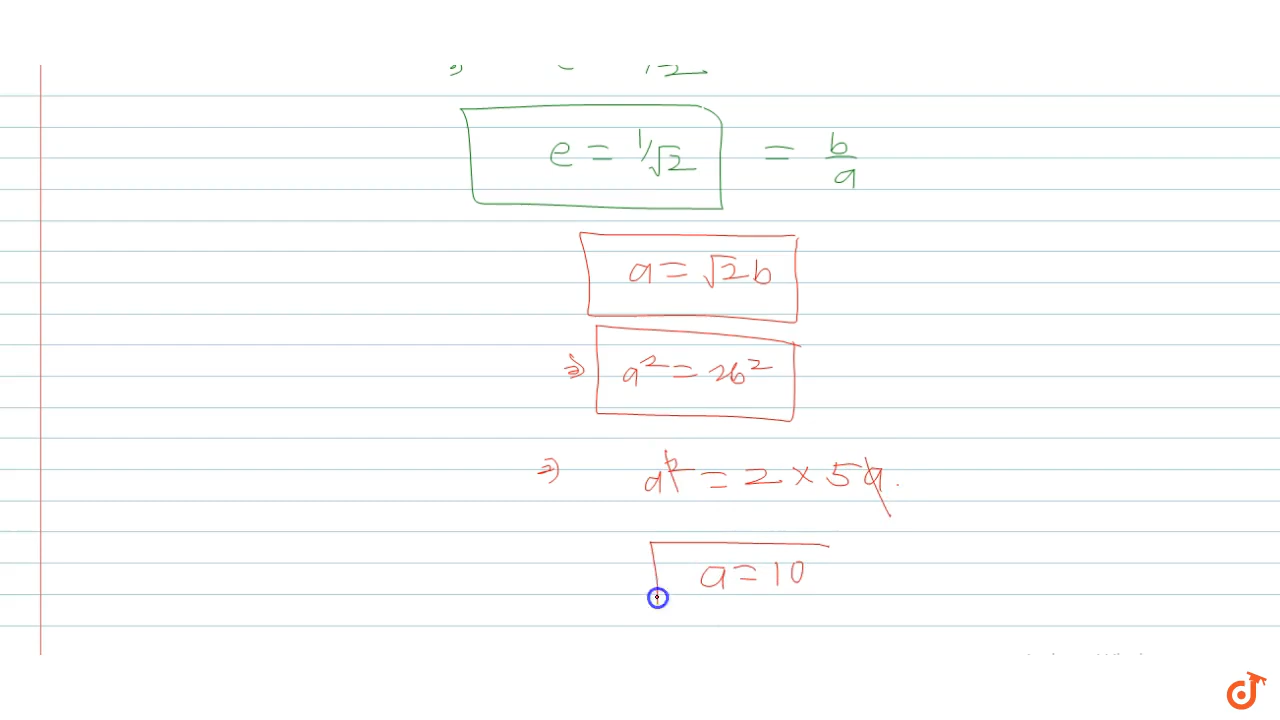 e = 1/√2 = b/a
a = √2b
⇒ a² = 2b²
⇒ a² = 2 × 5a.
a = 10